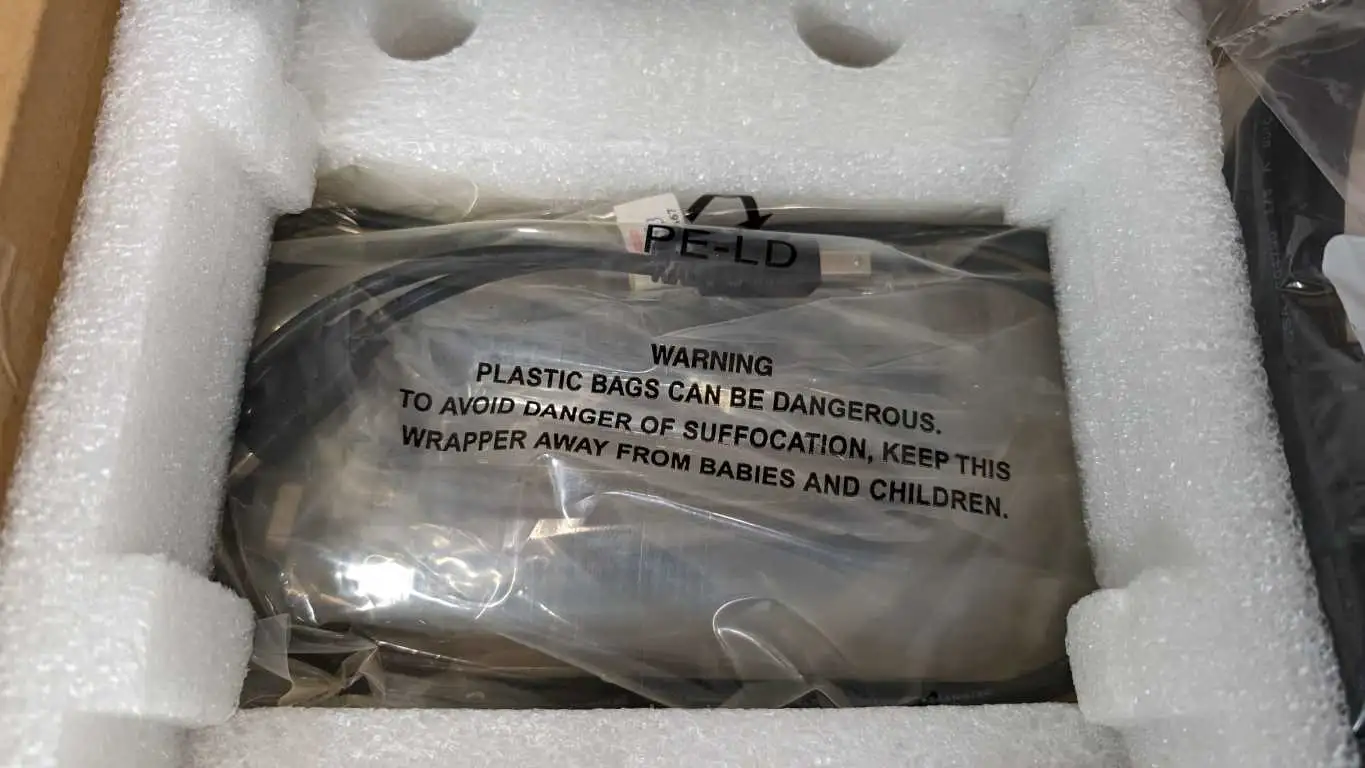 PE-LD
WARNING
PLASTIC BAGS CAN BE DANGEROUS.
TO AVOID DANGER OF SUFFOCATION, KEEP THIS
WRAPPER AWAY FROM BABIES AND CHILDREN.